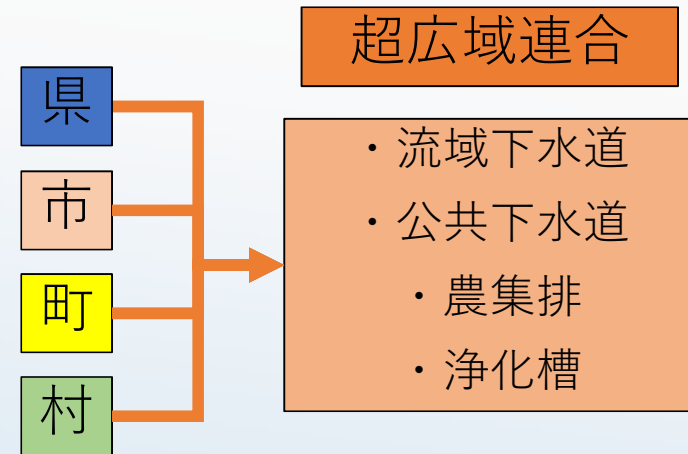 超広域連合
県
市
町
村
・流域下水道
・公共下水道
・農集排
・浄化槽